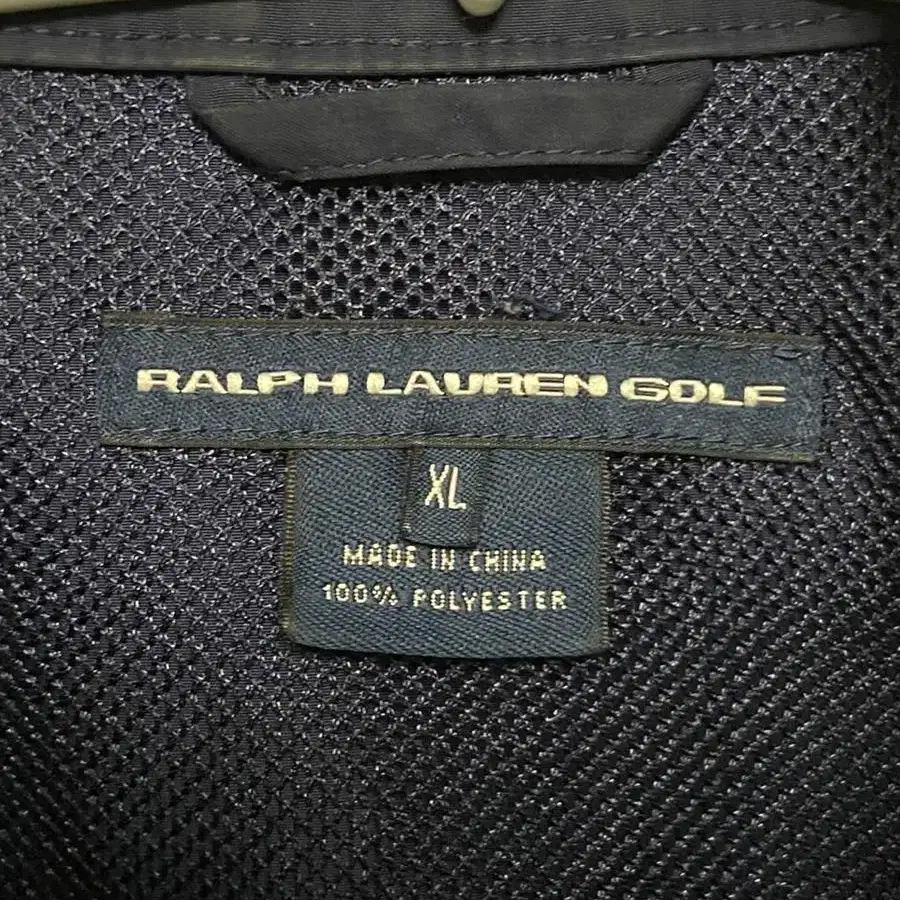 RALPH LAUREN GOLF
XL
MADE IN CHINA
100% POLYESTER